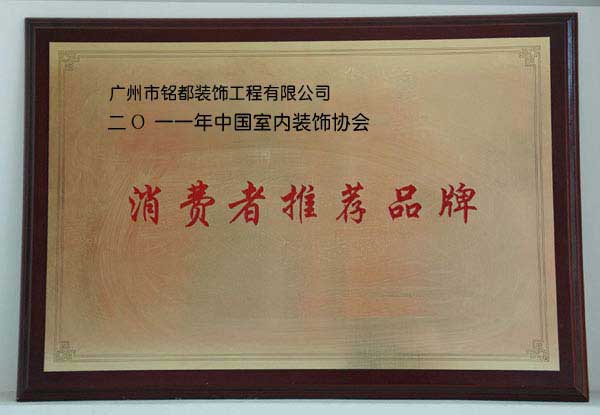 广州市铭都装饰工程有限公司
二〇一一年中国室内装饰协会
消费者推荐品牌